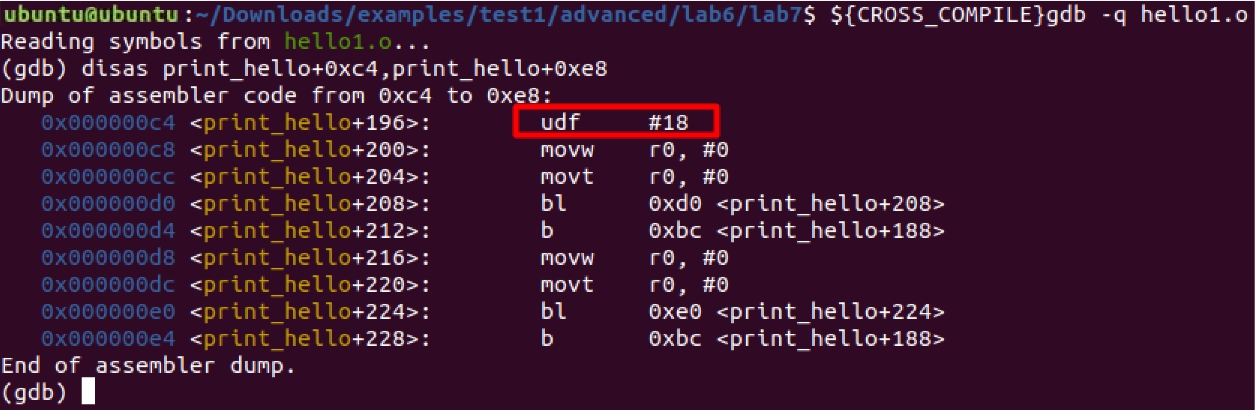 ubuntu@ubuntu:~/Downloads/examples/test1/advanced/lab6/lab7$ ${CROSS_COMPILE}gdb -q hello1.o
Reading symbols from hello1.o...
(gdb) disas print_hello+0xc4,print_hello+0xe8
Dump of assembler code from 0xc4 to 0xe8:
   0x000000c4 <print_hello+196>:        udf     #18
   0x000000c8 <print_hello+200>:        movw    r0, #0
   0x000000cc <print_hello+204>:        movt    r0, #0
   0x000000d0 <print_hello+208>:        bl      0xd0 <print_hello+208>
   0x000000d4 <print_hello+212>:        b       0xbc <print_hello+188>
   0x000000d8 <print_hello+216>:        movw    r0, #0
   0x000000dc <print_hello+220>:        movt    r0, #0
   0x000000e0 <print_hello+224>:        bl      0xe0 <print_hello+224>
   0x000000e4 <print_hello+228>:        b       0xbc <print_hello+188>
End of assembler dump.
(gdb)